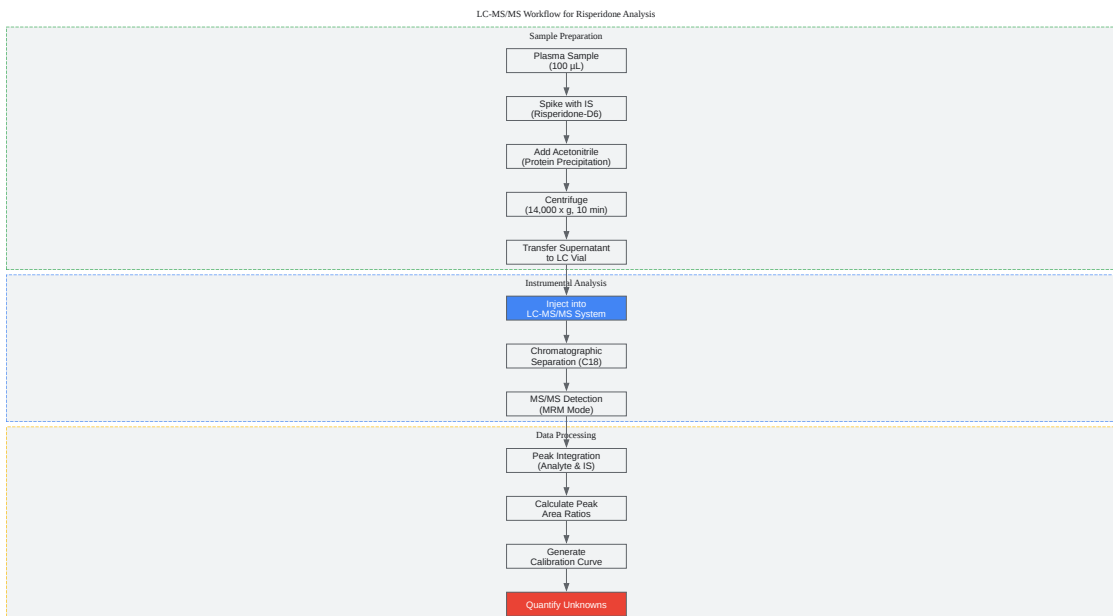 LC-MS/MS Workflow for Risperidone Analysis
Sample Preparation
Plasma Sample
(100 µL)
Spike with IS
(Risperidone-D6)
Add Acetonitrile
(Protein Precipitation)
Centrifuge
(14,000 x g, 10 min)
Transfer Supernatant
to LC Vial
Instrumental Analysis
Inject into
LC-MS/MS System
Chromatographic
Separation (C18)
MS/MS Detection
(MRM Mode)
Data Processing
Peak Integration
(Analyte & IS)
Calculate Peak
Area Ratios
Generate
Calibration Curve
Quantify Unknowns